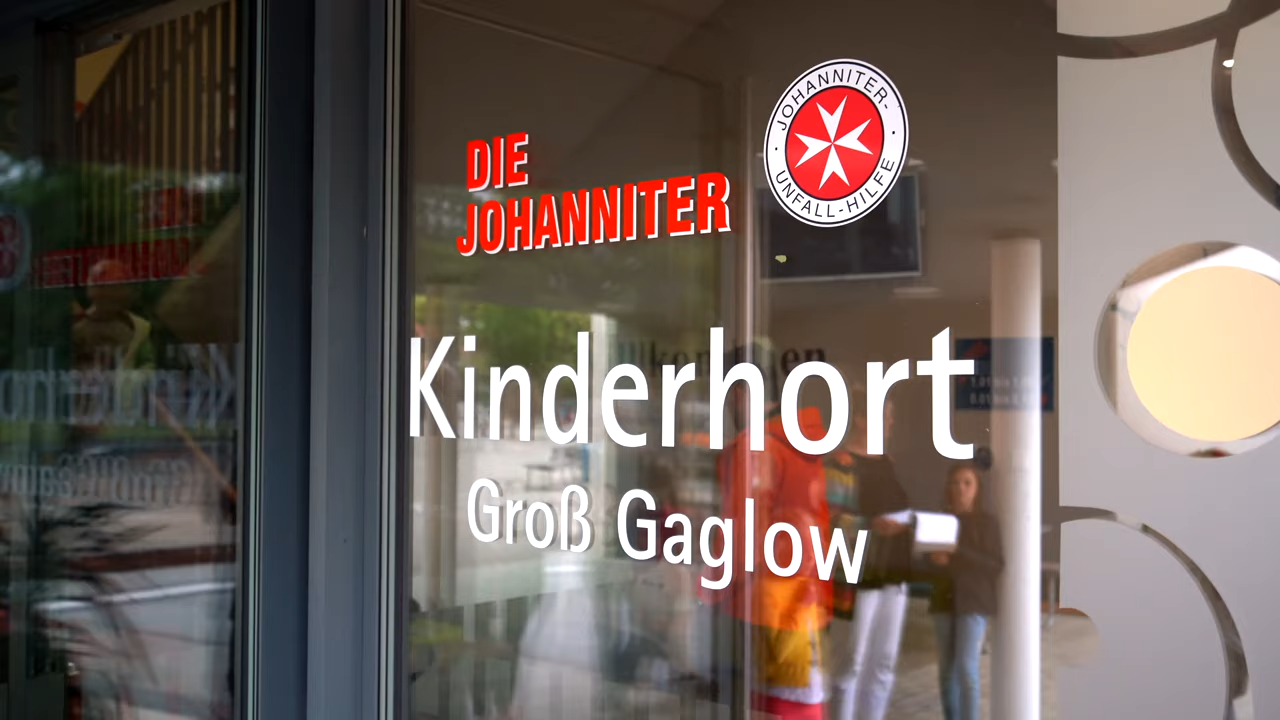 DIE
JOHANNITER
JOHANNITER-
UNFALL-HILFE
Kinderhort
Groß Gaglow